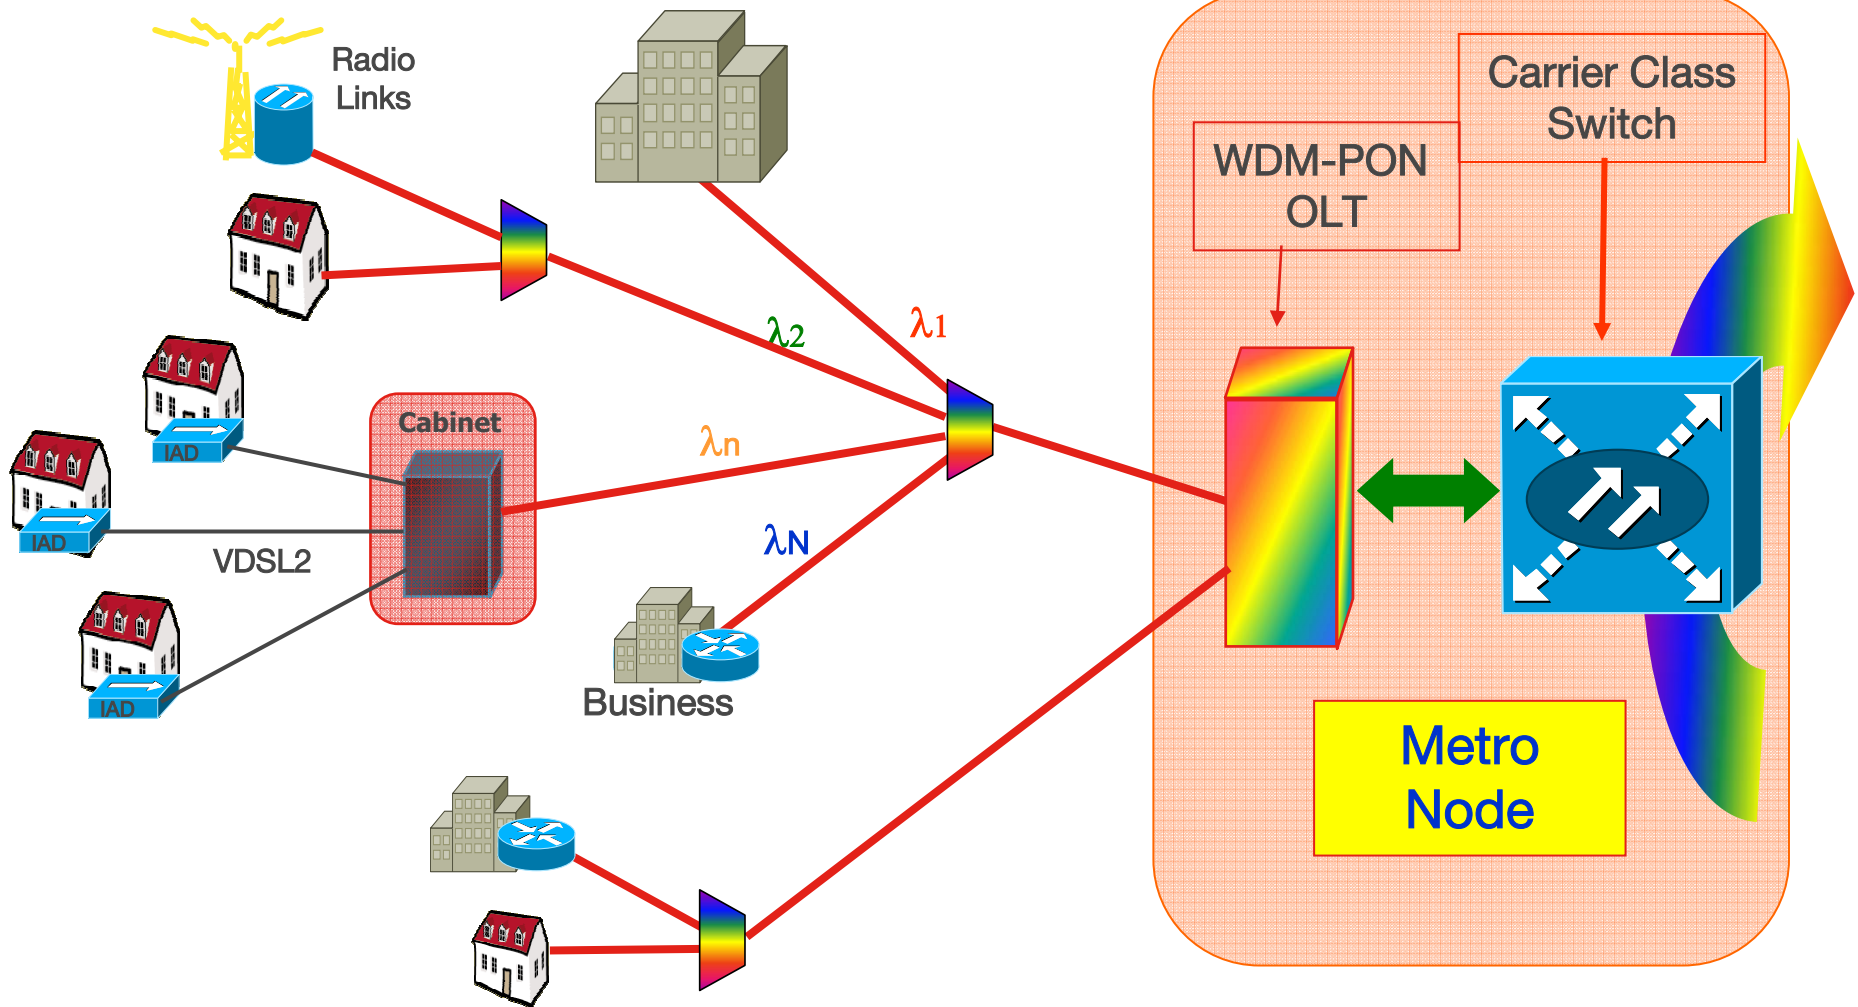 Radio
Links
Carrier Class
Switch
WDM-PON
OLT
λ2
λ1
Cabinet
λn
IAD
IAD
VDSL2
λN
IAD
Business
Metro
Node